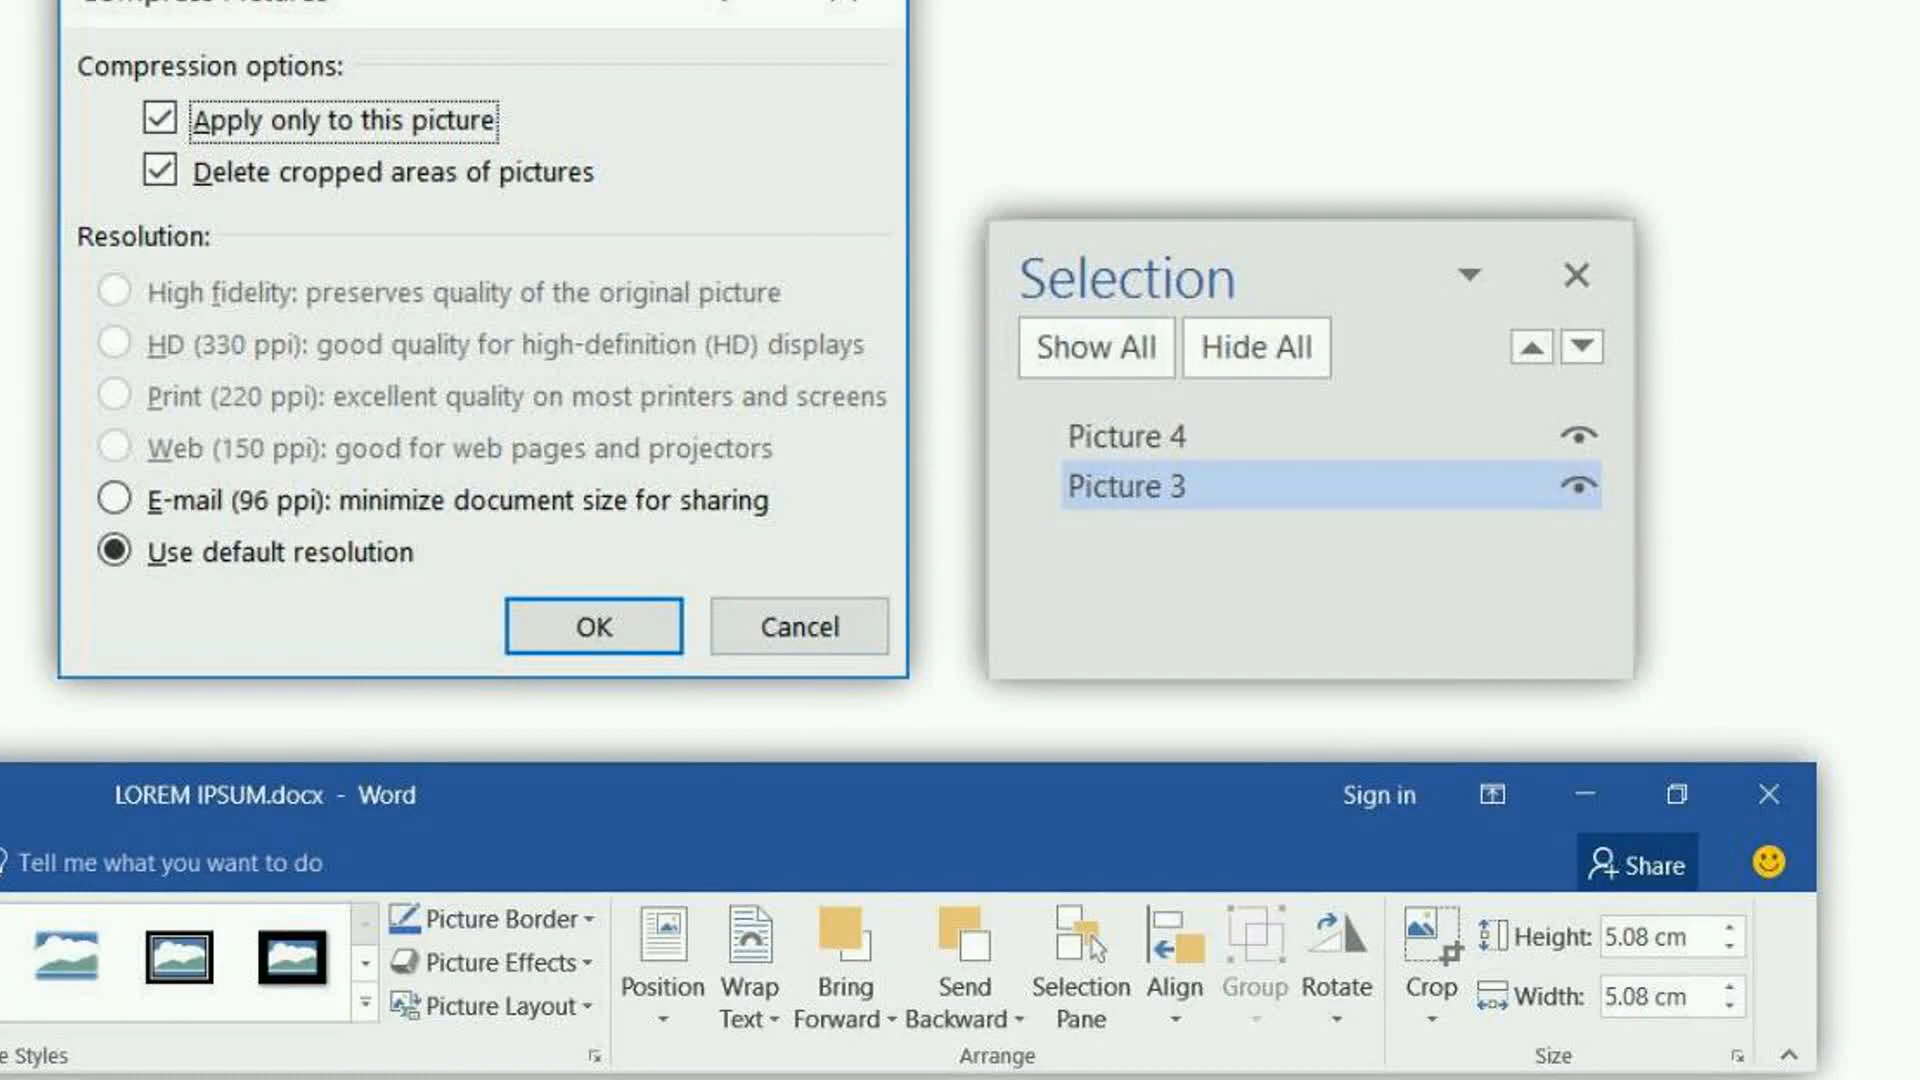 Compress Pictures
Compression options:
Apply only to this picture
Delete cropped areas of pictures
Resolution:
High fidelity: preserves quality of the original picture
HD (330 ppi): good quality for high-definition (HD) displays
Print (220 ppi): excellent quality on most printers and screens
Web (150 ppi): good for web pages and projectors
E-mail (96 ppi): minimize document size for sharing
Use default resolution
OK
Cancel
Selection
Show All
Hide All
Picture 4
Picture 3
LOREM IPSUM.docx - Word
Sign in
Tell me what you want to do
Share
Picture Border
Picture Effects
Picture Layout
Position
Wrap
Text
Bring
Forward
Send
Backward
Selection
Pane
Align
Group
Rotate
Crop
Height: 5.08 cm
Width: 5.08 cm
e Styles
Arrange
Size